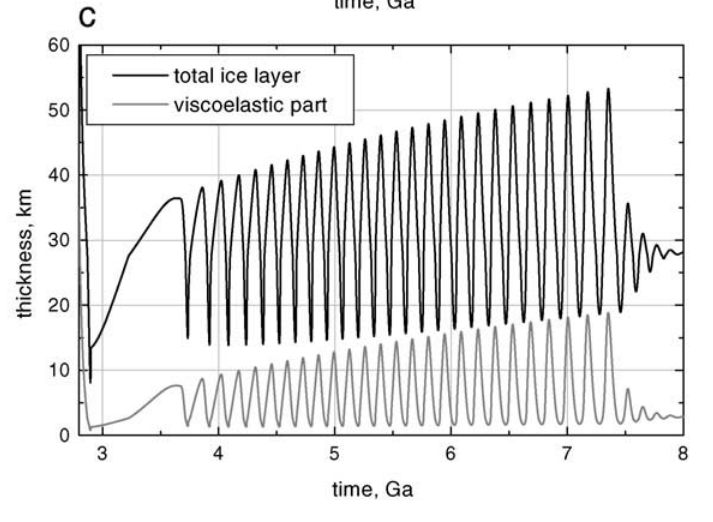 time, Ga
C
60
50
40
30
20
10
0
thickness, km
total ice layer
viscoelastic part
3 4 5 6 7 8
time, Ga